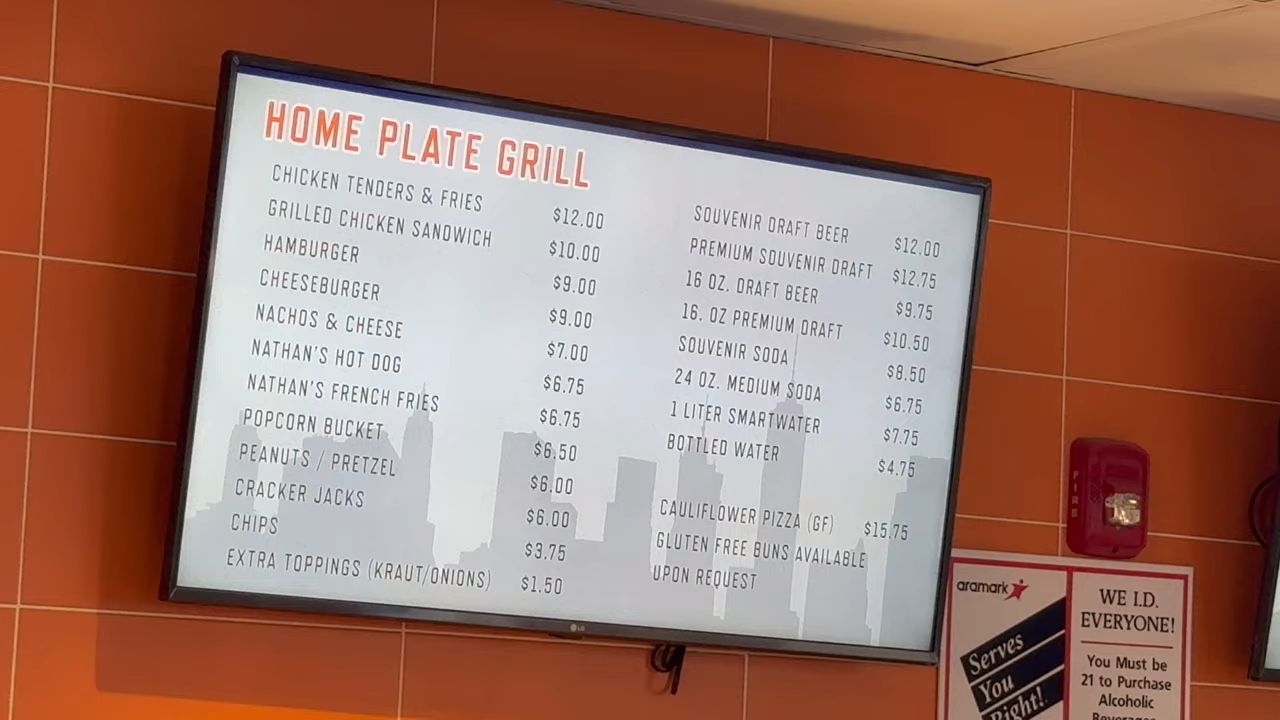 HOME PLATE GRILL
CHICKEN TENDERS & FRIES $12.00
GRILLED CHICKEN SANDWICH $10.00
HAMBURGER $9.00
CHEESEBURGER $9.00
NACHOS & CHEESE $7.00
NATHAN'S HOT DOG $6.75
NATHAN'S FRENCH FRIES $6.75
POPCORN BUCKET $6.50
PEANUTS / PRETZEL $6.00
CRACKER JACKS $6.00
CHIPS $3.75
EXTRA TOPPINGS (KRAUT/ONIONS) $1.50
SOUVENIR DRAFT BEER $12.00
PREMIUM SOUVENIR DRAFT $12.75
16 OZ. DRAFT BEER $9.75
16. OZ PREMIUM DRAFT $10.50
SOUVENIR SODA $8.50
24 OZ. MEDIUM SODA $6.75
1 LITER SMARTWATER $7.75
BOTTLED WATER $4.75
CAULIFLOWER PIZZA (GF) $15.75
GLUTEN FREE BUNS AVAILABLE
UPON REQUEST
LG
FIRE
aramark
Serves
You
Right!
WE I.D.
EVERYONE!
You Must be
21 to Purchase
Alcoholic
Beverages